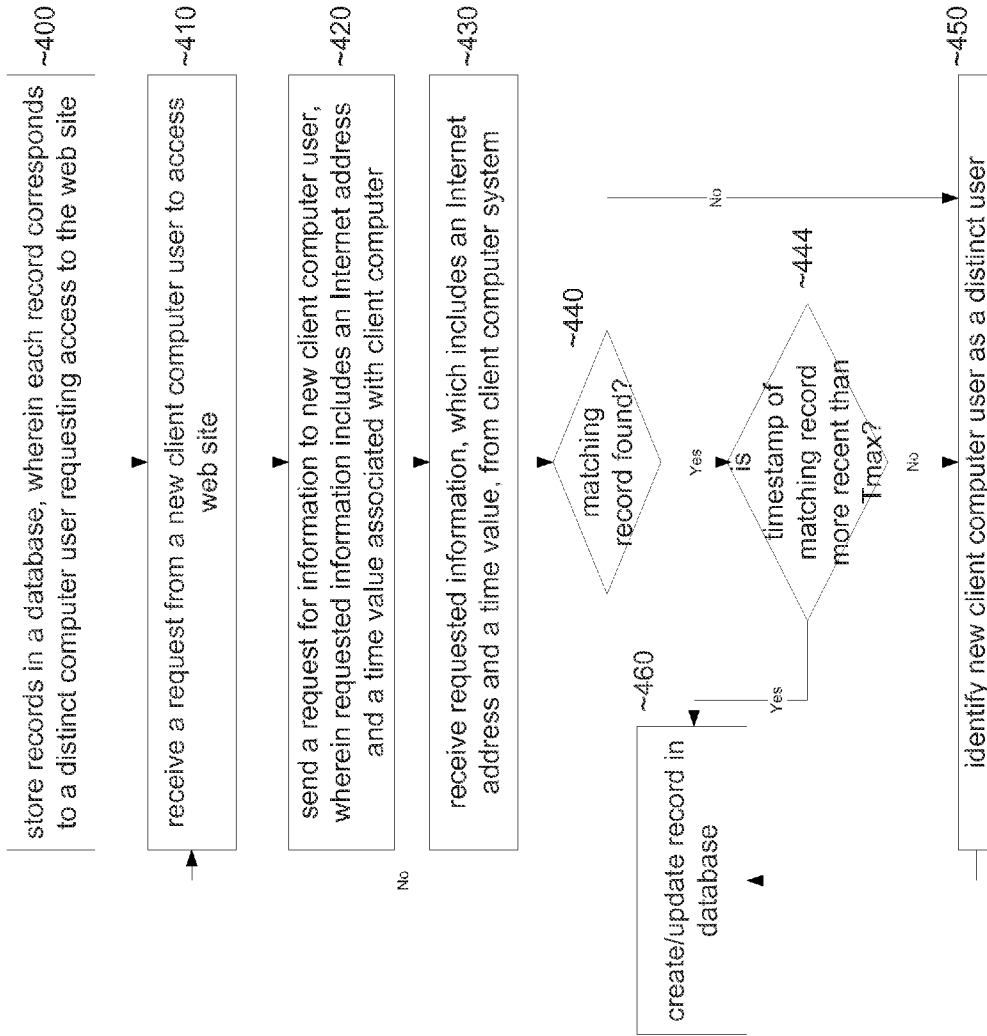 store records in a database, wherein each record corresponds
to a distinct computer user requesting access to the web site
~400
receive a request from a new client computer user to access
web site
~410
send a request for information to new client computer user,
wherein requested information includes an Internet address
and a time value associated with client computer
~420
No
receive requested information, which includes an Internet
address and a time value, from client computer system
~430
matching
record found?
~440
No
Yes
is
timestamp of
matching record
more recent than
Tmax?
~444
Yes
No
create/update record in
database
~460
identify new client computer user as a distinct user
~450